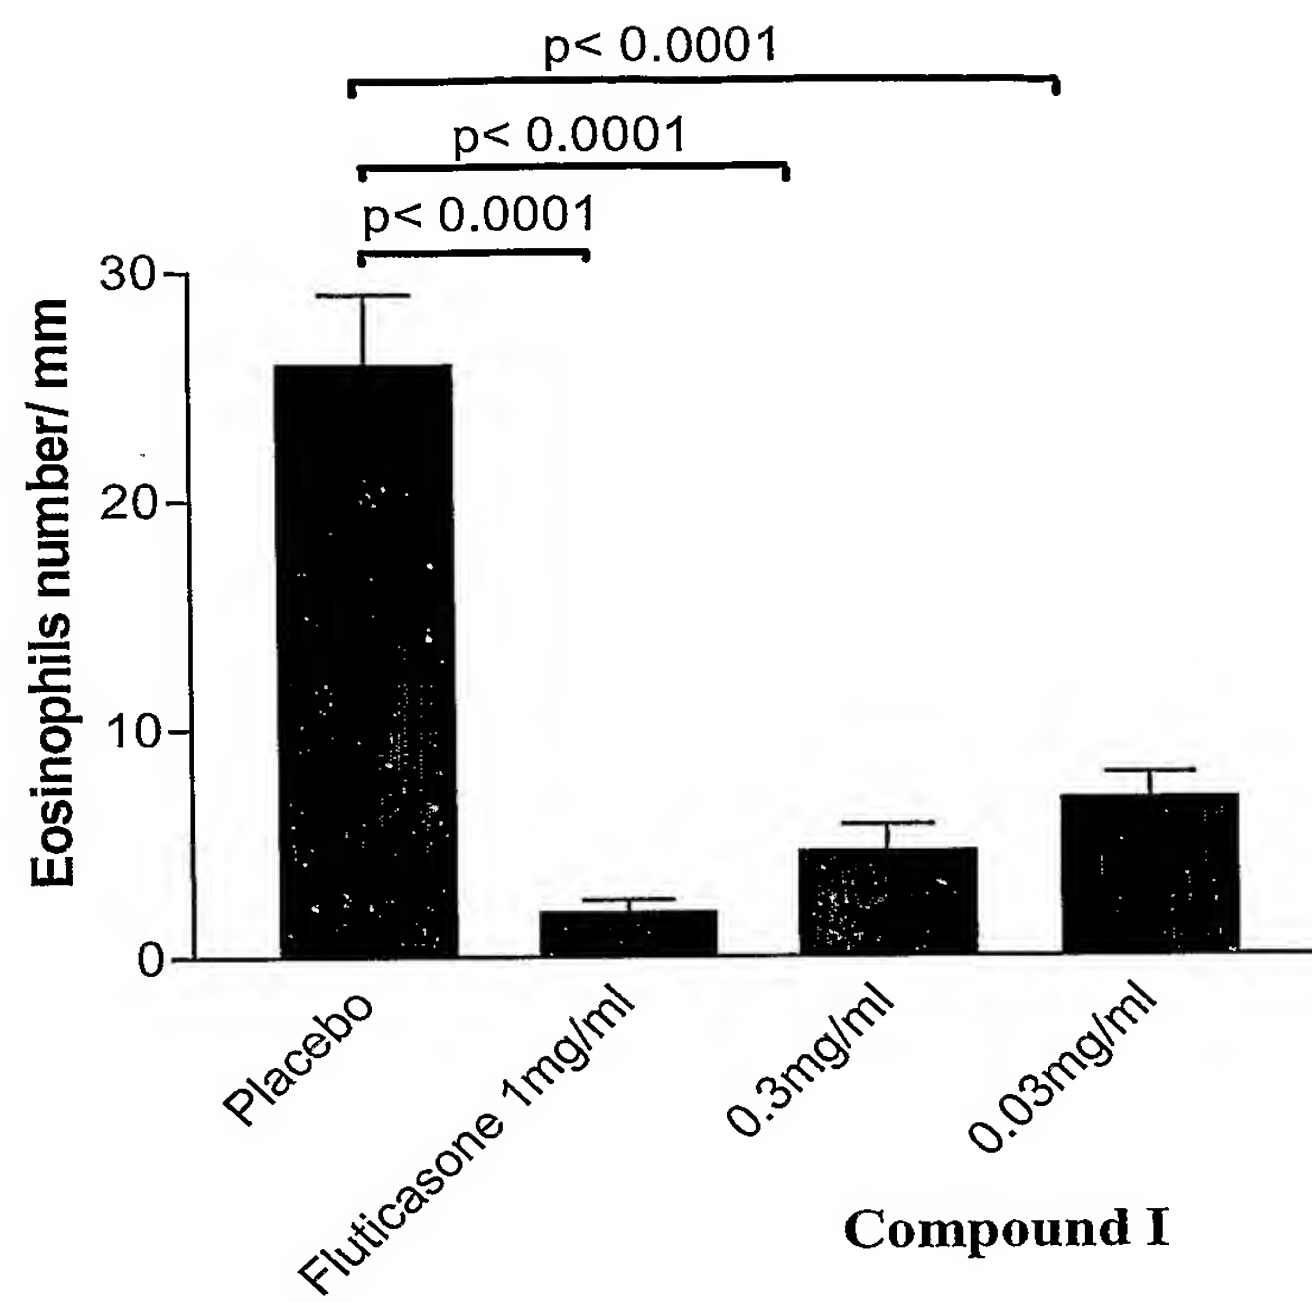 p< 0.0001
p< 0.0001
p< 0.0001
Eosinophils number/ mm
30
20
10
0
Placebo
Fluticasone 1mg/ml
0.3mg/ml
0.03mg/ml
Compound I